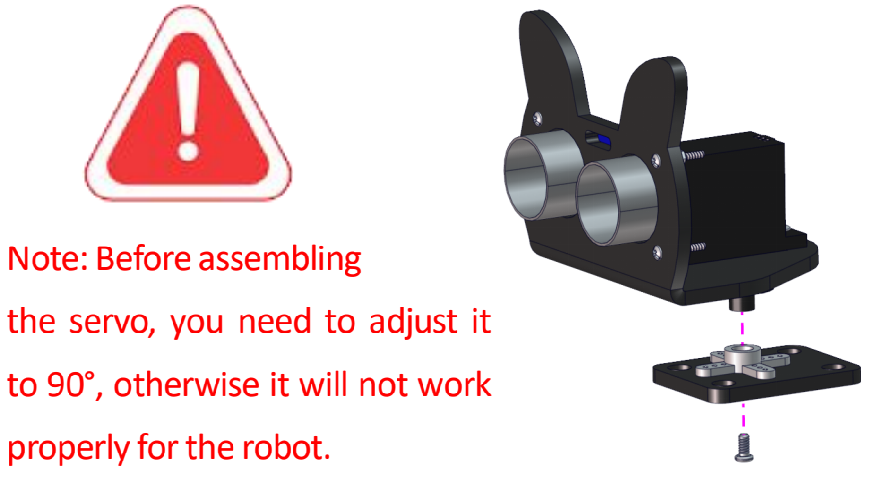 Note: Before assembling
the servo, you need to adjust it
to 90°, otherwise it will not work
properly for the robot.